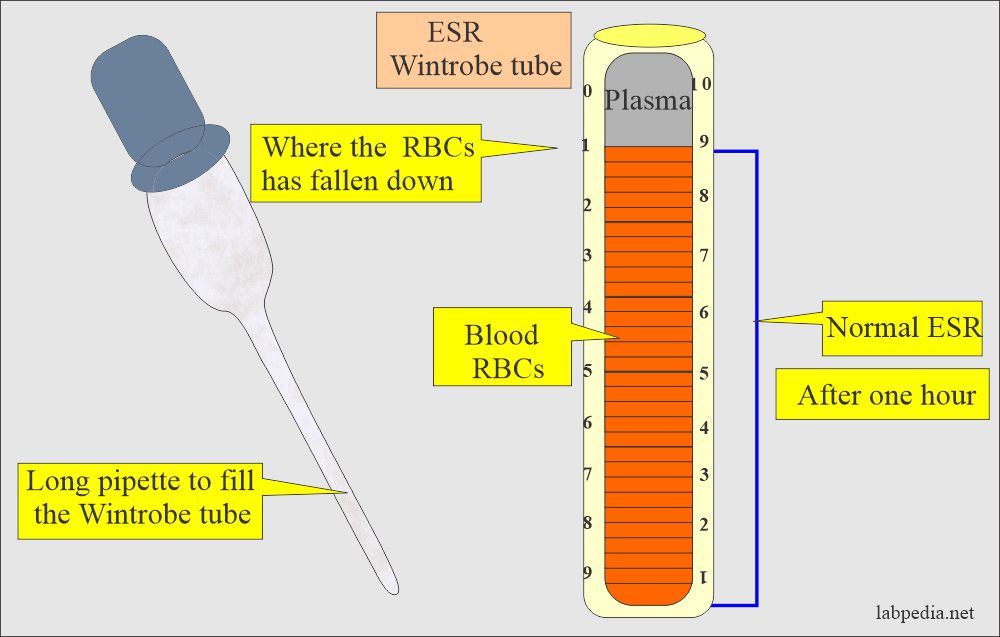 ESR
Wintrobe tube
Plasma
Where the RBCs
has fallen down
Blood
RBCs
Normal ESR
After one hour
Long pipette to fill
the Wintrobe tube
0
1
2
3
4
5
6
7
8
9
10
9
8
7
6
5
4
3
2
1
labpedia.net